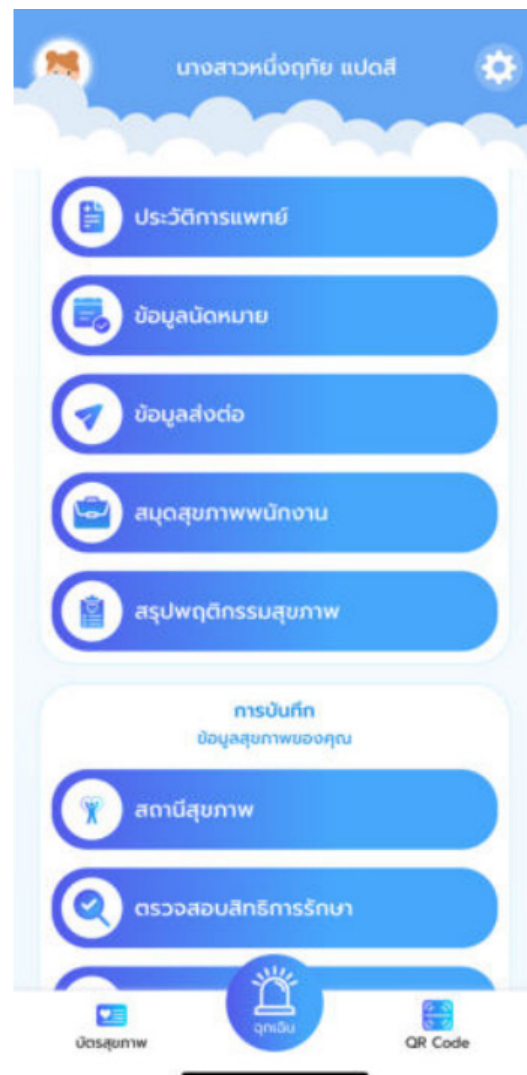 นางสาวหนึ่งฤทัย แปดสี
ประวัติการแพทย์
ข้อมูลนัดหมาย
ข้อมูลส่งต่อ
สมุดสุขภาพพนักงาน
สรุปพฤติกรรมสุขภาพ
การบันทึก
ข้อมูลสุขภาพของคุณ
สถานีสุขภาพ
ตรวจสอบสิทธิการรักษา
บัตรสุขภาพ
ฉุกเฉิน
QR Code